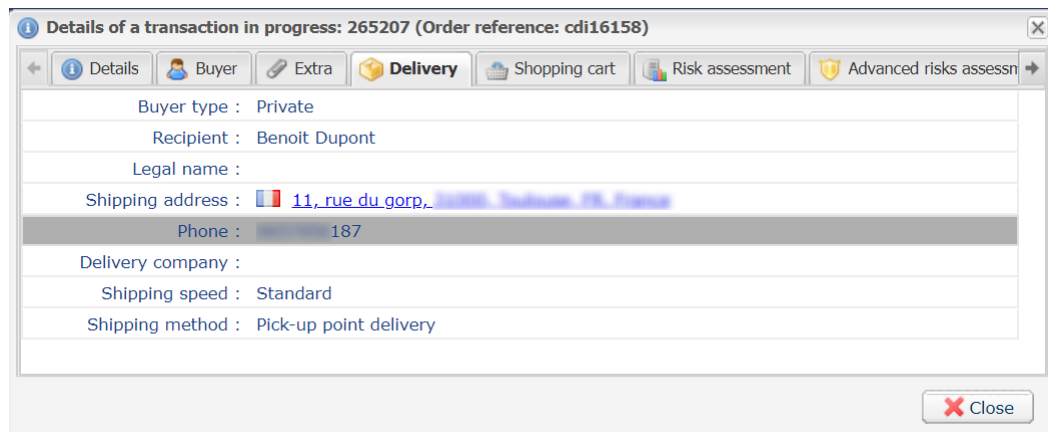 Details of a transaction in progress: 265207 (Order reference: cdi16158)
Details Buyer Extra Delivery Shopping cart Risk assessment Advanced risks assessn
Buyer type : Private
Recipient : Benoit Dupont
Legal name :
Shipping address : 11, rue du gorp,
Phone : 187
Delivery company :
Shipping speed : Standard
Shipping method : Pick-up point delivery
Close